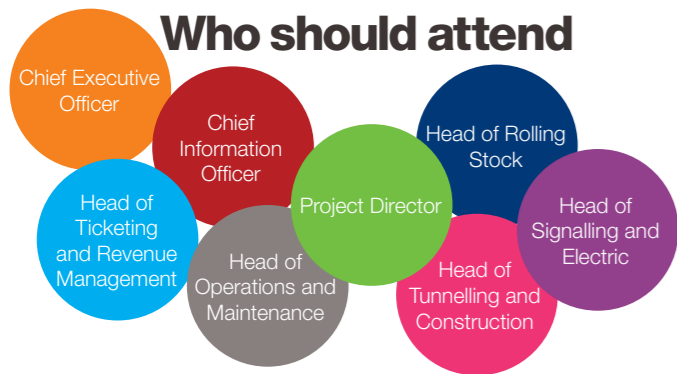 Who should attend
Chief Executive
Officer
Chief
Information
Officer
Head of Rolling
Stock
Project Director
Head of
Ticketing
and Revenue
Management
Head of
Signalling and
Electric
Head of
Operations and
Maintenance
Head of
Tunnelling and
Construction